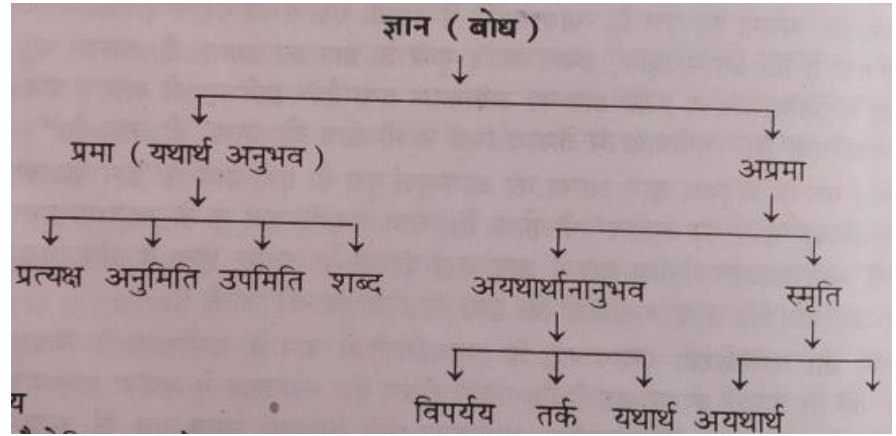 ज्ञान ( बोध )
प्रमा ( यथार्थ अनुभव )
अप्रमा
प्रत्यक्ष अनुमिति उपमिति शब्द
अयथार्थानानुभव
स्मृति
विपर्यय तर्क यथार्थ अयथार्थ
य